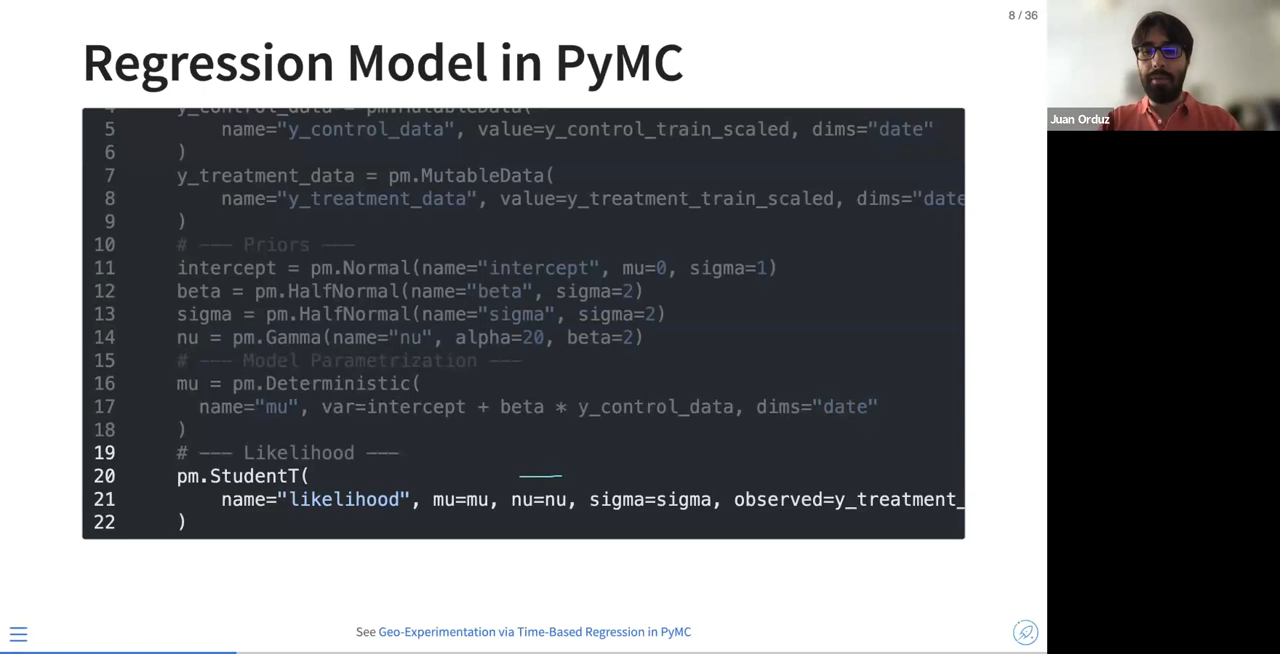 8 / 36
Regression Model in PyMC
4 y_control_data = pm.MutableData(
5 name="y_control_data", value=y_control_train_scaled, dims="date"
6 )
7 y_treatment_data = pm.MutableData(
8 name="y_treatment_data", value=y_treatment_train_scaled, dims="date
9 )
10 # --- Priors ---
11 intercept = pm.Normal(name="intercept", mu=0, sigma=1)
12 beta = pm.HalfNormal(name="beta", sigma=2)
13 sigma = pm.HalfNormal(name="sigma", sigma=2)
14 nu = pm.Gamma(name="nu", alpha=20, beta=2)
15 # --- Model Parametrization ---
16 mu = pm.Deterministic(
17 name="mu", var=intercept + beta * y_control_data, dims="date"
18 )
19 # --- Likelihood ---
20 pm.StudentT(
21 name="likelihood", mu=mu, nu=nu, sigma=sigma, observed=y_treatment_
22 )
See Geo-Experimentation via Time-Based Regression in PyMC
Juan Orduz